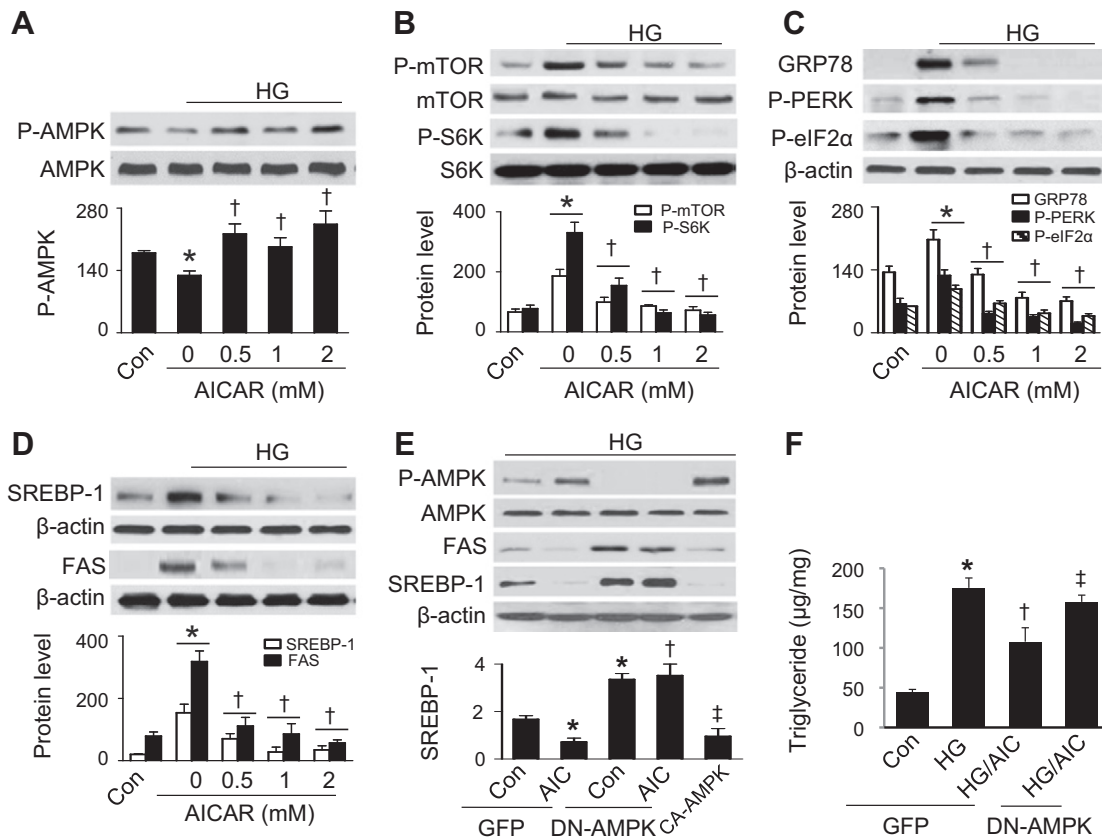 A
HG
P-AMPK
AMPK
P-AMPK
280
140
0
*
†
†
†
Con
0
0.5
1
2
AICAR (mM)
B
HG
P-mTOR
mTOR
P-S6K
S6K
Protein level
400
200
0
P-mTOR
P-S6K
*
†
†
†
Con
0
0.5
1
2
AICAR (mM)
C
HG
GRP78
P-PERK
P-eIF2α
β-actin
Protein level
280
140
0
GRP78
P-PERK
P-eIF2α
*
†
†
†
Con
0
0.5
1
2
AICAR (mM)
D
HG
SREBP-1
β-actin
FAS
β-actin
Protein level
400
200
0
SREBP-1
FAS
*
†
†
†
Con
0
0.5
1
2
AICAR (mM)
E
HG
P-AMPK
AMPK
FAS
SREBP-1
β-actin
SREBP-1
4
2
0
*
*
†
‡
Con
AIC
Con
AIC
CA-AMPK
GFP
DN-AMPK
F
Triglyceride (µg/mg)
200
150
100
50
0
*
†
‡
Con
HG
HG/AIC
HG/AIC
GFP
DN-AMPK